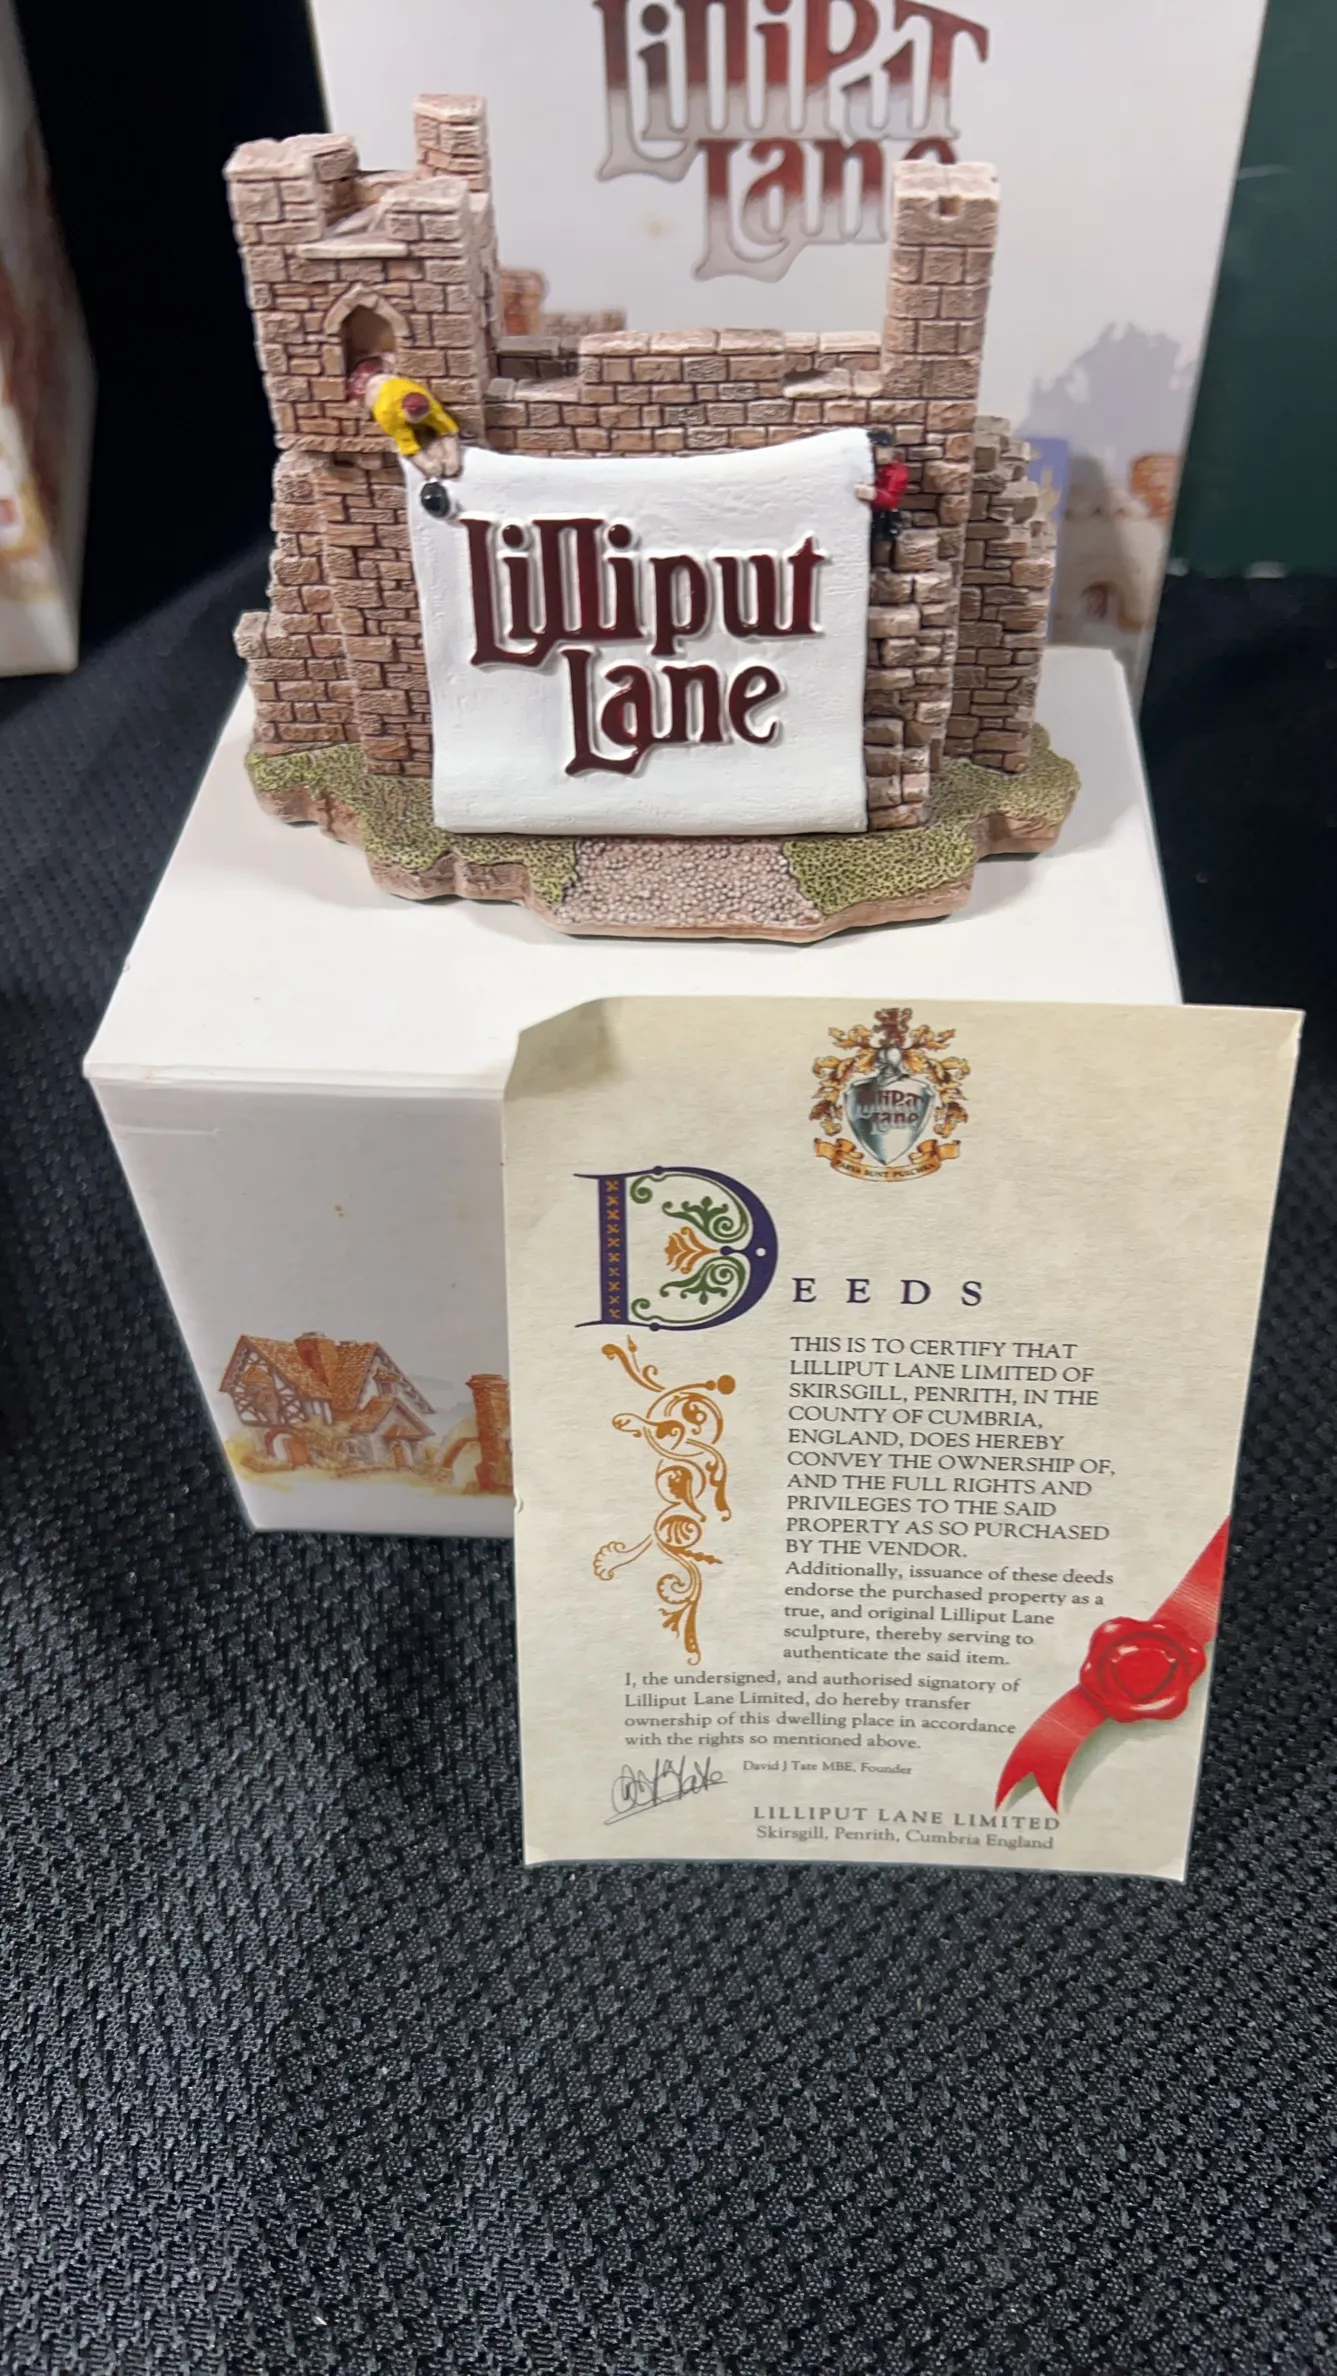 Lilliput
Lane
Lilliput
Lane
Lilliput
Lane
DEEDS
THIS IS TO CERTIFY THAT
LILLIPUT LANE LIMITED OF
SKIRSGILL, PENRITH, IN THE
COUNTY OF CUMBRIA,
ENGLAND, DOES HEREBY
CONVEY THE OWNERSHIP OF,
AND THE FULL RIGHTS AND
PRIVILEGES TO THE SAID
PROPERTY AS SO PURCHASED
BY THE VENDOR.
Additionally, issuance of these deeds
endorse the purchased property as a
true, and original Lilliput Lane
sculpture, thereby serving to
authenticate the said item.
I, the undersigned, and authorised signatory of
Lilliput Lane Limited, do hereby transfer
ownership of this dwelling place in accordance
with the rights so mentioned above.
David J Tate MBE, Founder
LILLIPUT LANE LIMITED
Skirsgill, Penrith, Cumbria England